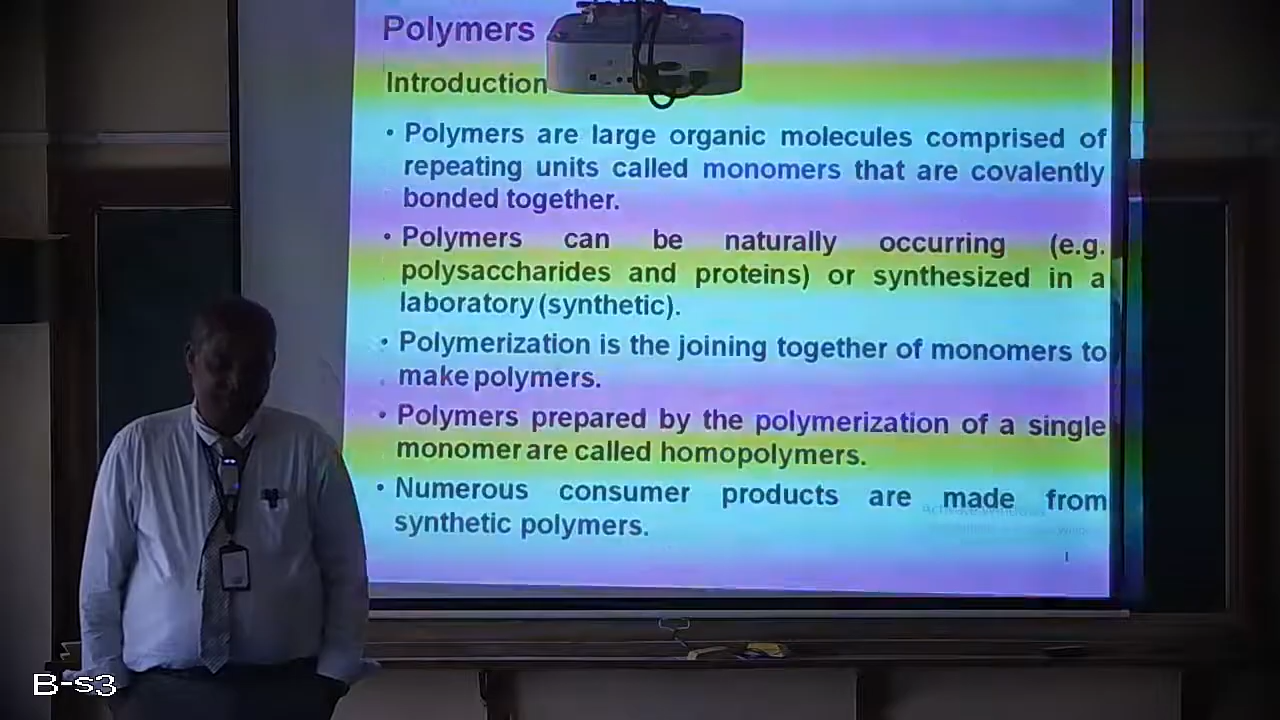 Polymers
Introduction
• Polymers are large organic molecules comprised of
repeating units called monomers that are covalently
bonded together.
• Polymers can be naturally occurring (e.g.
polysaccharides and proteins) or synthesized in a
laboratory (synthetic).
• Polymerization is the joining together of monomers to
make polymers.
• Polymers prepared by the polymerization of a single
monomer are called homopolymers.
• Numerous consumer products are made from
synthetic polymers.
1
B-s3